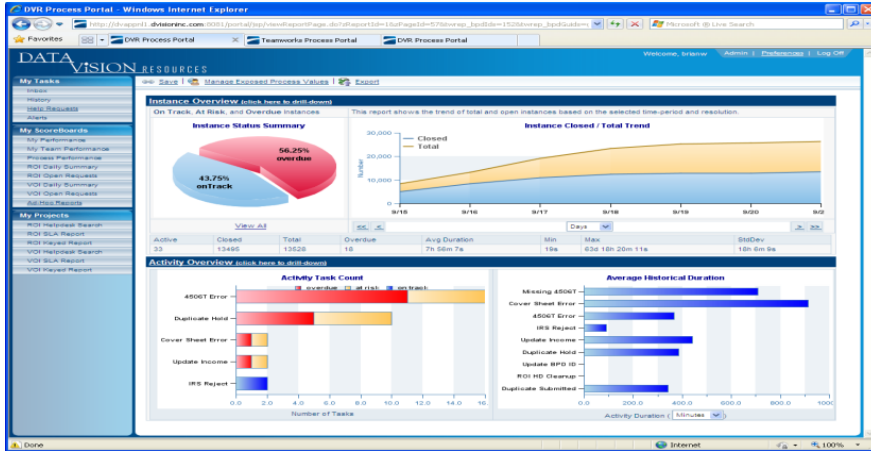 DVR Process Portal - Windows Internet Explorer
Favorites DVR Process Portal Teamworks Process Portal DVR Process Portal
Microsoft Live Search
DATA VISION RESOURCES
Welcome, brianw Admin | Preferences | Log Off
My Tasks
Inbox
History
Help Requests
Alerts
My ScoreBoards
My Performance
My Team Performance
Process Performance
ROI Daily Summary
ROI Open Requests
VOI Daily Summary
VOI Open Requests
Ad-Hoc Reports
My Projects
ROI Helpdesk Search
ROI SLA Report
ROI Keyed Report
VOI Helpdesk Search
VOI SLA Report
VOI Keyed Report
Save | Manage Exposed Process Values | Export
Instance Overview (click here to drill-down)
On Track, At Risk, and Overdue Instances
This report shows the trend of total and open instances based on the selected time-period and resolution.
Instance Status Summary
56.25%
overdue
43.75%
onTrack
View All
Instance Closed / Total Trend
Closed
Total
Number
30,000
20,000
10,000
0
9/15 9/16 9/17 9/18 9/19 9/20 9/2
<< < Days > >>
Active Closed Total Overdue Avg Duration Min Max StdDev
33 13495 13528 18 7h 56m 7s 19s 63d 18h 20m 11s 18h 6m 9s
Activity Overview (click here to drill-down)
Activity Task Count
overdue at risk on track
4506T Error
Duplicate Hold
Cover Sheet Error
Update Income
IRS Reject
0.0 2.0 4.0 6.0 8.0 10.0 12.0 14.0 16
Number of Tasks
Average Historical Duration
Missing 4506T
Cover Sheet Error
4506T Error
IRS Reject
Update Income
Duplicate Hold
Update BPD ID
ROI HD Cleanup
Duplicate Submitted
0.0 200.0 400.0 600.0 800.0 100
Activity Duration ( Minutes )
Done Internet 100%